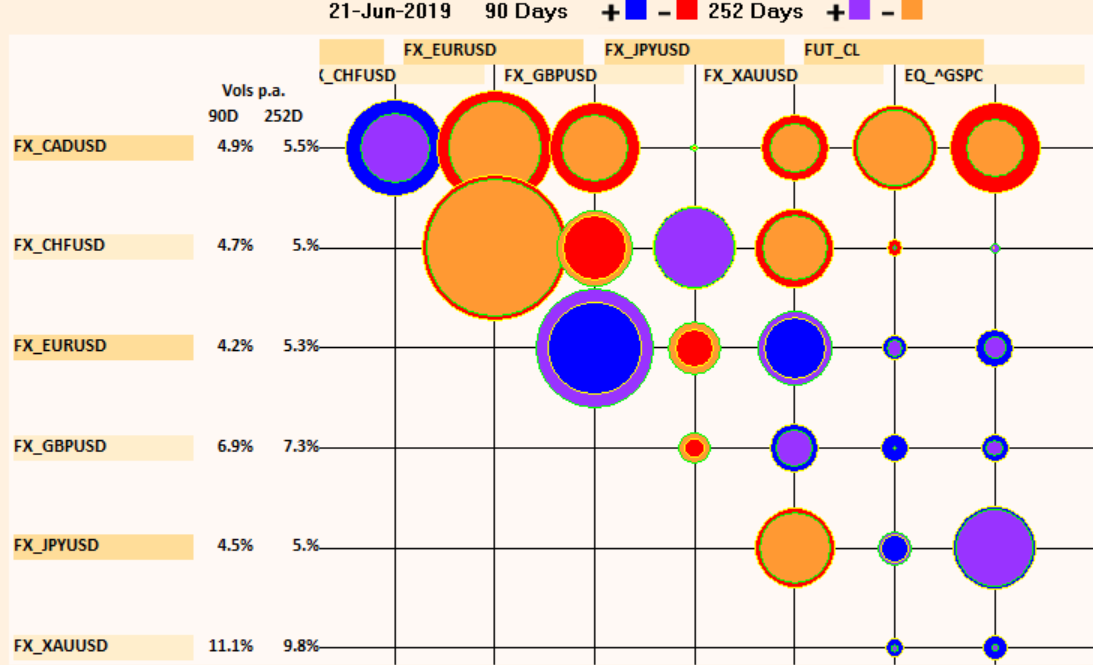 21-Jun-2019 90 Days + - 252 Days + -
FX_EURUSD FX_JPYUSD FUT_CL
(_CHFUSD FX_GBPUSD FX_XAUUSD EQ_^GSPC
Vols p.a.
90D 252D
FX_CADUSD 4.9% 5.5%
FX_CHFUSD 4.7% 5.%
FX_EURUSD 4.2% 5.3%
FX_GBPUSD 6.9% 7.3%
FX_JPYUSD 4.5% 5.%
FX_XAUUSD 11.1% 9.8%